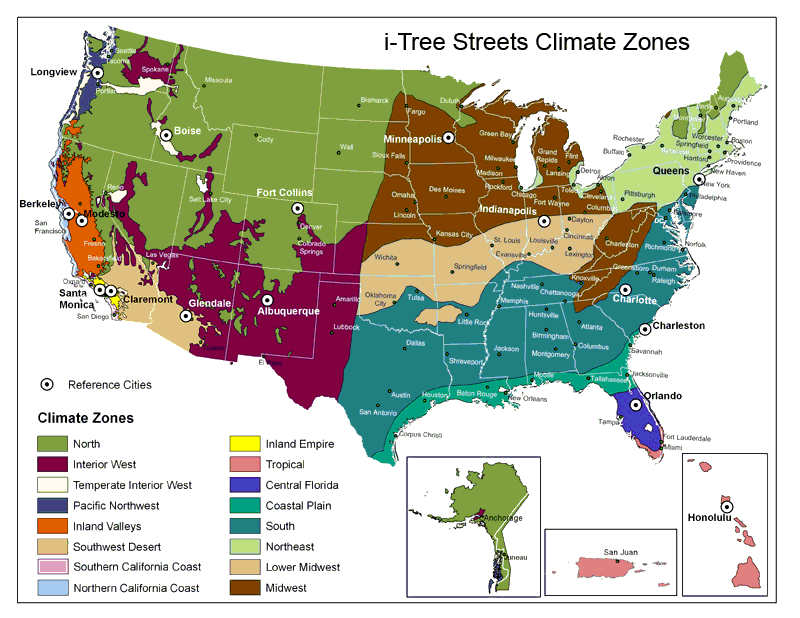 i-Tree Streets Climate Zones
Seattle
Tacoma
Spokane
Longview
Portland
Missoula
Bismarck
Fargo
Duluth
Boise
Cody
Wall
Sioux Falls
Minneapolis
Green Bay
Milwaukee
Madison
Rockford
Chicago
Grand
Rapids
Flint
Lansing
Detroit
Toledo
Fort Wayne
Akron
Cleveland
Columbus
Dayton
Cincinnati
Buffalo
Rochester
Syracuse
Montpelier
Augusta
Portland
Worcester
Springfield
Boston
Providence
Hartford
New Haven
Queens
New York
Pittsburgh
Philadelphia
Baltimore
Reno
Salt Lake City
Fort Collins
Denver
Colorado
Springs
Omaha
Lincoln
Des Moines
Kansas City
Indianapolis
St. Louis
Louisville
Evansville
Lexington
Charleston
Richmond
Norfolk
Berkeley
San
Francisco
Modesto
Fresno
Bakersfield
Las Vegas
Wichita
Springfield
Knoxville
Greensboro
Durham
Raleigh
Oxnard
Santa
Monica
Claremont
San Diego
Glendale
Albuquerque
Amarillo
Lubbock
El Paso
Oklahoma
City
Tulsa
Little Rock
Nashville
Chattanooga
Memphis
Huntsville
Charlotte
Atlanta
Birmingham
Columbus
Montgomery
Jackson
Charleston
Savannah
Dallas
Shreveport
Austin
San Antonio
Houston
Baton Rouge
New Orleans
Mobile
Tallahassee
Jacksonville
Corpus Christi
Orlando
Tampa
Fort Lauderdale
Miami
Reference Cities
Climate Zones
North
Interior West
Temperate Interior West
Pacific Northwest
Inland Valleys
Southwest Desert
Southern California Coast
Northern California Coast
Inland Empire
Tropical
Central Florida
Coastal Plain
South
Northeast
Lower Midwest
Midwest
Anchorage
Juneau
San Juan
Honolulu